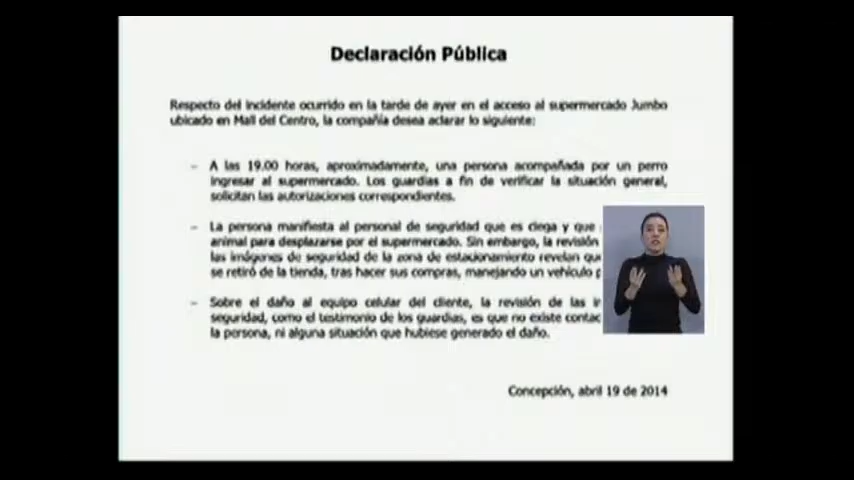 Declaración Pública
Respecto del incidente ocurrido en la tarde de ayer en el acceso al supermercado Jumbo
ubicado en Mall del Centro, la compañía desea aclarar lo siguiente:
- A las 19.00 horas, aproximadamente, una persona acompañada por un perro
ingresar al supermercado. Los guardias a fin de verificar la situación general,
solicitan las autorizaciones correspondientes.
- La persona manifiesta al personal de seguridad que es ciega y que
animal para desplazarse por el supermercado. Sin embargo, la revisión
las imágenes de seguridad de la zona de estacionamiento revelan que
se retiró de la tienda, tras hacer sus compras, manejando un vehículo
- Sobre el daño al equipo celular del cliente, la revisión de las
seguridad, como el testimonio de los guardias, es que no existe
la persona, ni alguna situación que hubiese generado el daño.
Concepción, abril 19 de 2014